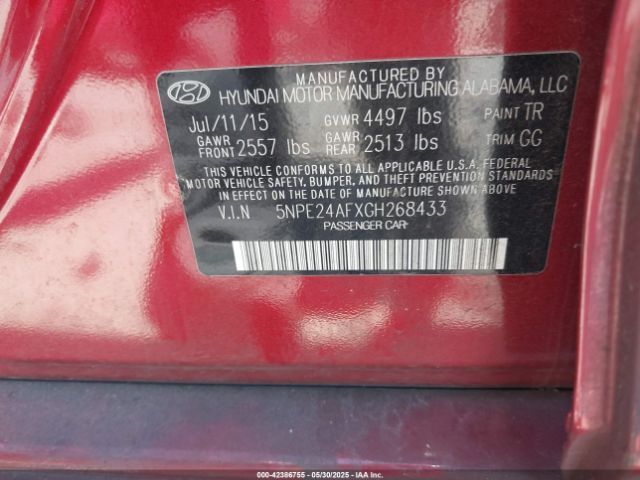 MANUFACTURED BY
HYUNDAI MOTOR MANUFACTURING ALABAMA, LLC
Jul/11/15 GVWR 4497 lbs PAINT TR
GAWR FRONT 2557 lbs GAWR REAR 2513 lbs TRIM GG
THIS VEHICLE CONFORMS TO ALL APPLICABLE U.S.A. FEDERAL
MOTOR VEHICLE SAFETY, BUMPER, AND THEFT PREVENTION STANDARDS
IN EFFECT ON THE DATE OF MANUFACTURE SHOWN ABOVE.
V.I.N 5NPE24AFXGH268433
PASSENGER CAR
000-42386755 05/30/2025 IAA Holdings, LLC